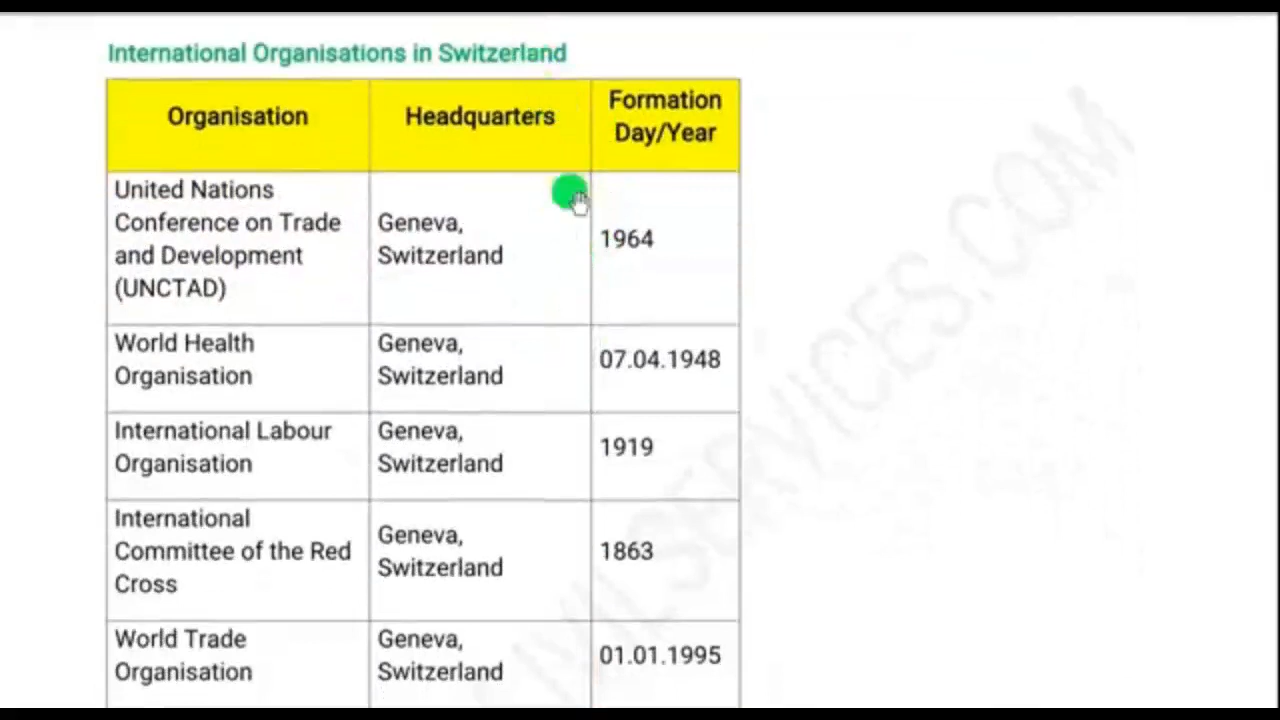 International Organisations in Switzerland
Organisation
Headquarters
Formation
Day/Year
United Nations
Conference on Trade
and Development
(UNCTAD)
Geneva,
Switzerland
1964
World Health
Organisation
Geneva,
Switzerland
07.04.1948
International Labour
Organisation
Geneva,
Switzerland
1919
International
Committee of the Red
Cross
Geneva,
Switzerland
1863
World Trade
Organisation
Geneva,
Switzerland
01.01.1995